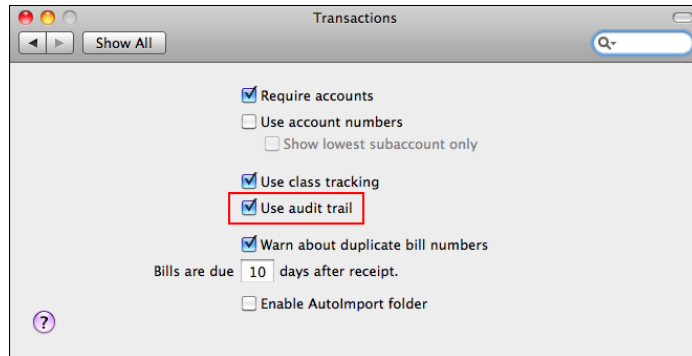 Transactions
Show All
Require accounts
Use account numbers
Show lowest subaccount only
Use class tracking
Use audit trail
Warn about duplicate bill numbers
Bills are due 10 days after receipt.
Enable AutoImport folder
?